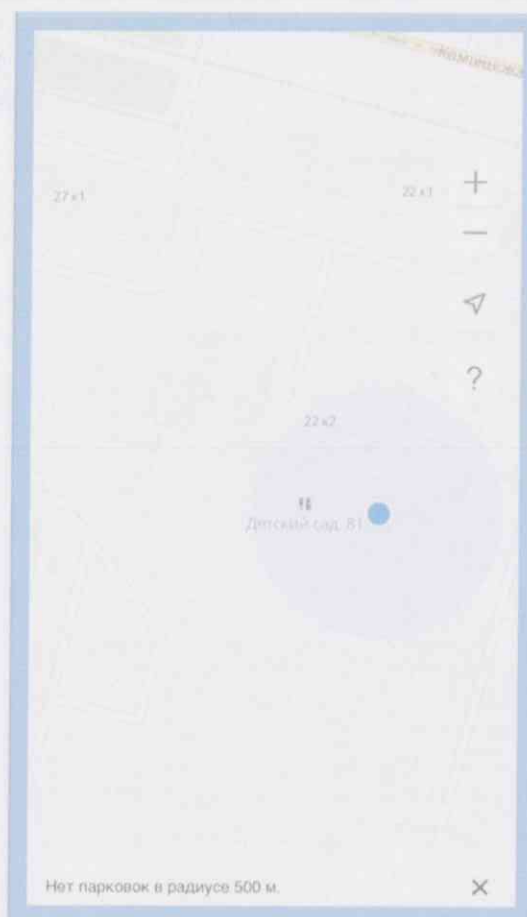 27 к1
22 к1
+
−
?
22 к2
Детский сад, 81
Нет парковок в радиусе 500 м.